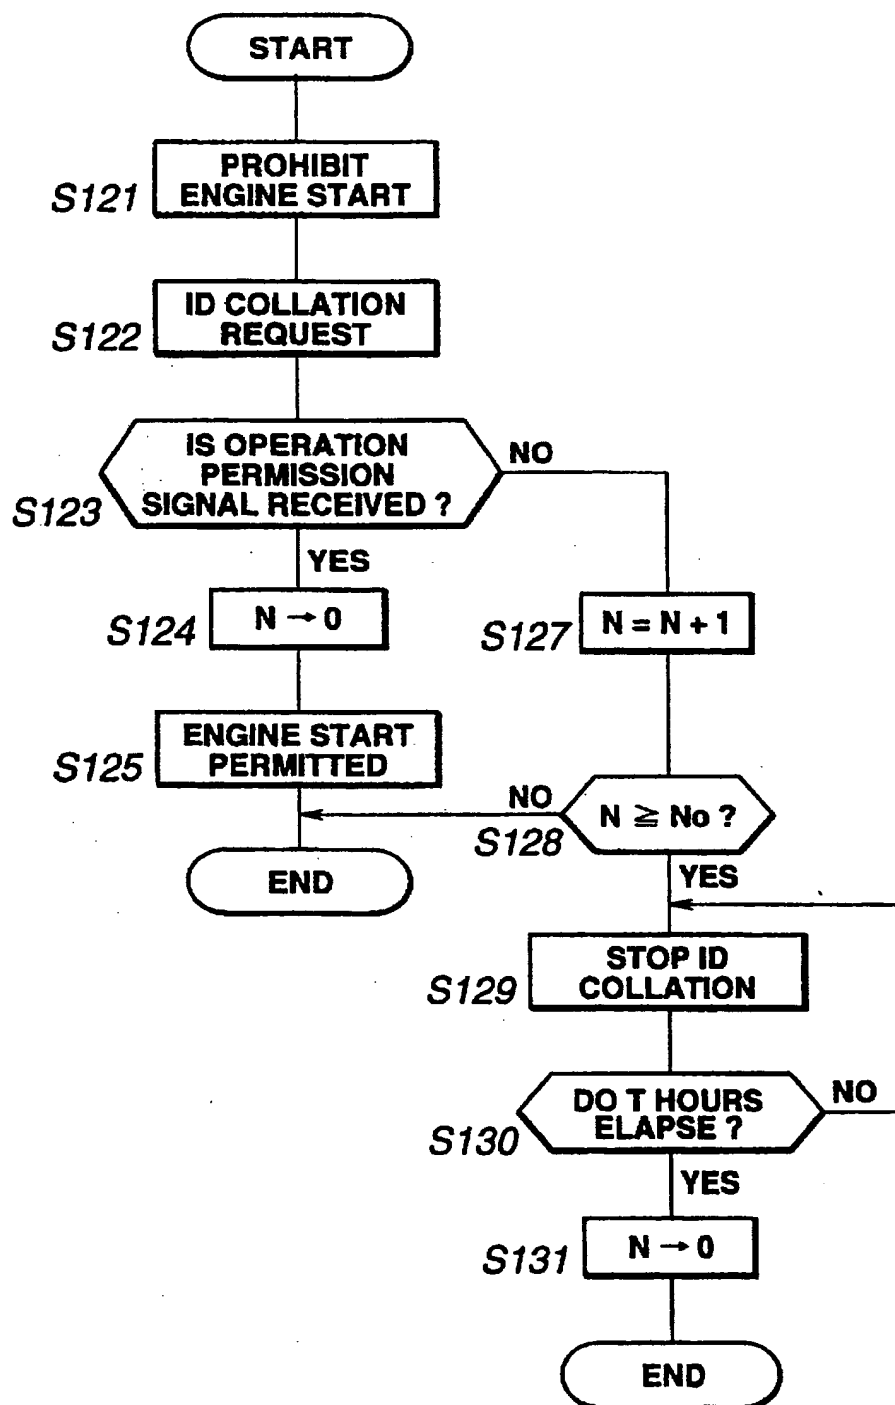 START
PROHIBIT
ENGINE START
S121
ID COLLATION
REQUEST
S122
IS OPERATION
PERMISSION
SIGNAL RECEIVED ?
S123
NO
YES
N → 0
S124
N = N + 1
S127
ENGINE START
PERMITTED
S125
NO
N ≧ No ?
S128
YES
END
STOP ID
COLLATION
S129
DO T HOURS
ELAPSE ?
S130
NO
YES
N → 0
S131
END